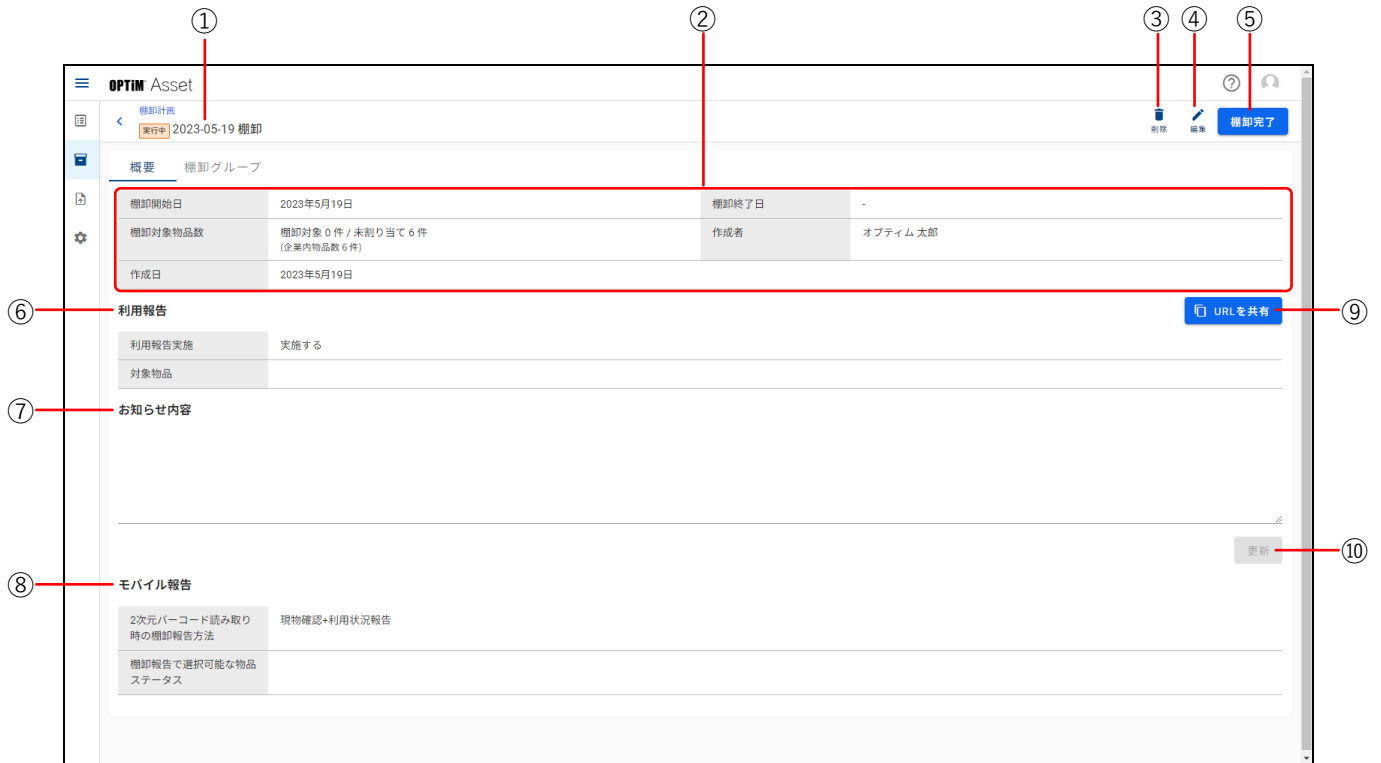 ① ② ③ ④ ⑤
OPTiM Asset
棚卸計画
実行中 2023-05-19 棚卸
削除 編集 棚卸完了
概要 棚卸グループ
棚卸開始日 2023年5月19日 棚卸終了日 -
棚卸対象物品数 棚卸対象 0 件 / 未割り当て 6 件 作成者 オプティム 太郎
(企業内物品数 6 件)
作成日 2023年5月19日
⑥ 利用報告 URLを共有 ⑨
利用報告実施 実施する
対象物品
⑦ お知らせ内容
更新 ⑩
⑧ モバイル報告
2次元バーコード読み取り 現物確認+利用状況報告
時の棚卸報告方法
棚卸報告で選択可能な物品
ステータス